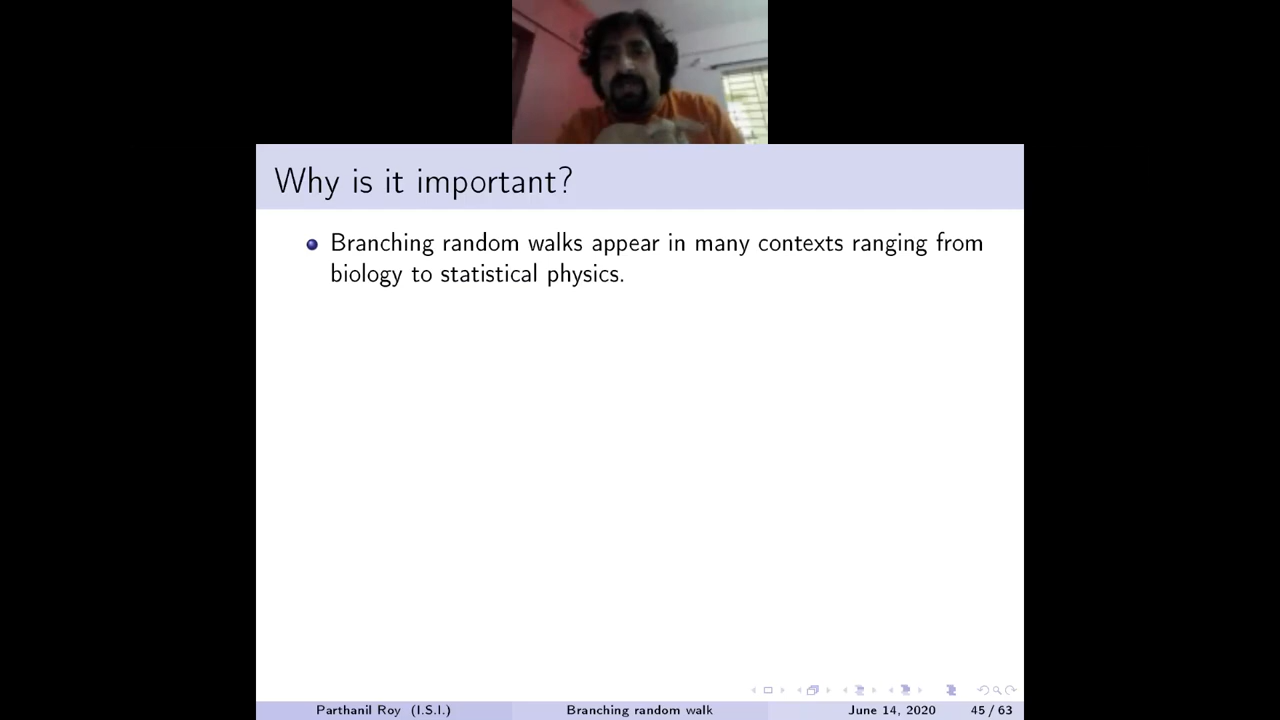 Why is it important?
Branching random walks appear in many contexts ranging from
biology to statistical physics.
Parthanil Roy (I.S.I.) Branching random walk June 14, 2020 45 / 63